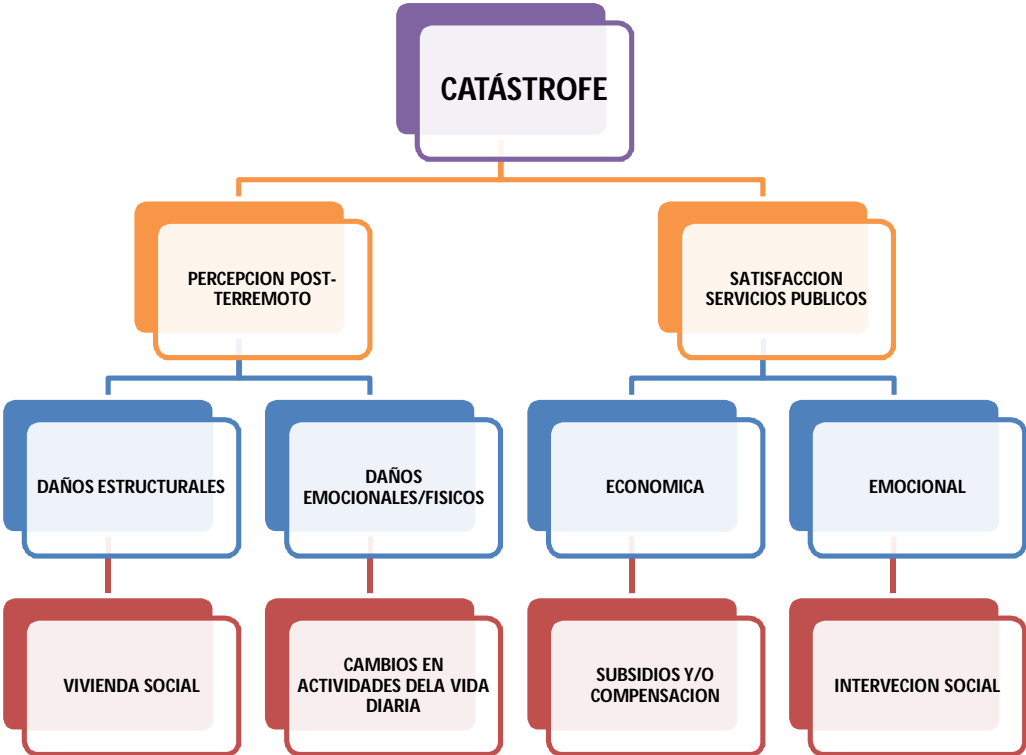 CATÁSTROFE
PERCEPCION POST-
TERREMOTO
SATISFACCION
SERVICIOS PUBLICOS
DAÑOS ESTRUCTURALES
DAÑOS
EMOCIONALES/FISICOS
ECONOMICA
EMOCIONAL
VIVIENDA SOCIAL
CAMBIOS EN
ACTIVIDADES DELA VIDA
DIARIA
SUBSIDIOS Y/O
COMPENSACION
INTERVECION SOCIAL